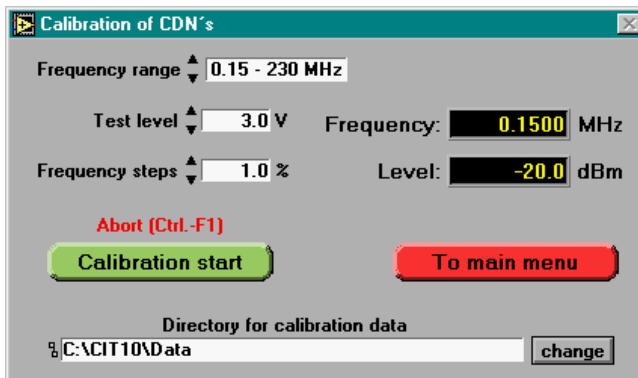 Calibration of CDN´s
Frequency range 0.15 - 230 MHz
Test level 3.0 V
Frequency: 0.1500 MHz
Frequency steps 1.0 %
Level: -20.0 dBm
Abort (Ctrl.-F1)
Calibration start
To main menu
Directory for calibration data
C:\CIT10\Data
change